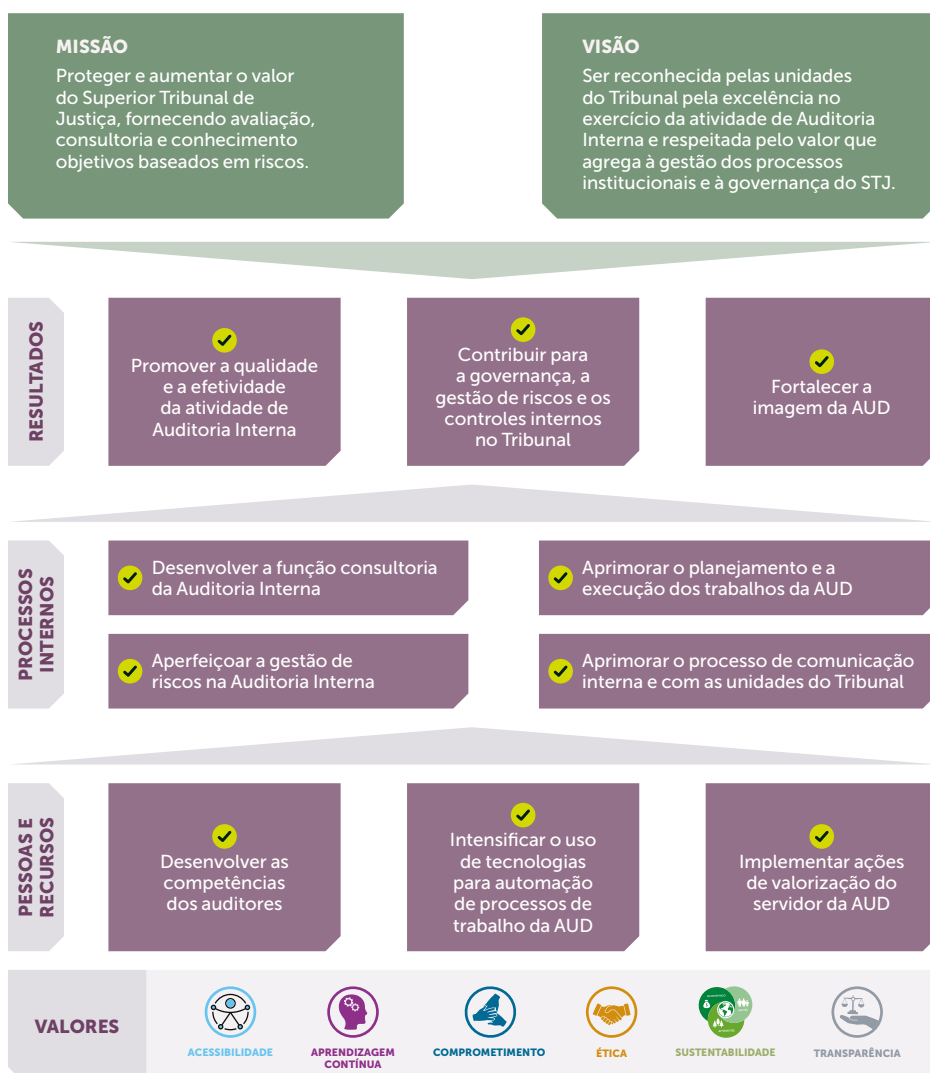 MISSÃO
Proteger e aumentar o valor
do Superior Tribunal de
Justiça, fornecendo avaliação,
consultoria e conhecimento
objetivos baseados em riscos.
VISÃO
Ser reconhecida pelas unidades
do Tribunal pela excelência no
exercício da atividade de Auditoria
Interna e respeitada pelo valor que
agrega à gestão dos processos
institucionais e à governança do STJ.
RESULTADOS
Promover a qualidade
e a efetividade
da atividade de
Auditoria Interna
Contribuir para
a governança, a
gestão de riscos e os
controles internos
no Tribunal
Fortalecer a
imagem da AUD
PROCESSOS
INTERNOS
Desenvolver a função consultoria
da Auditoria Interna
Aprimorar o planejamento e a
execução dos trabalhos da AUD
Aperfeiçoar a gestão de
riscos na Auditoria Interna
Aprimorar o processo de comunicação
interna e com as unidades do Tribunal
PESSOAS E
RECURSOS
Desenvolver as
competências
dos auditores
Intensificar o uso
de tecnologias
para automação
de processos de
trabalho da AUD
Implementar ações
de valorização do
servidor da AUD
VALORES
ACESSIBILIDADE
APRENDIZAGEM
CONTÍNUA
COMPROMETIMENTO
ÉTICA
SUSTENTABILIDADE
TRANSPARÊNCIA